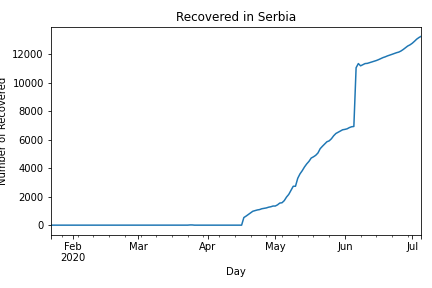 Recovered in Serbia
Number of Recovered
12000
10000
8000
6000
4000
2000
0
Feb
2020
Mar
Apr
May
Jun
Jul
Day